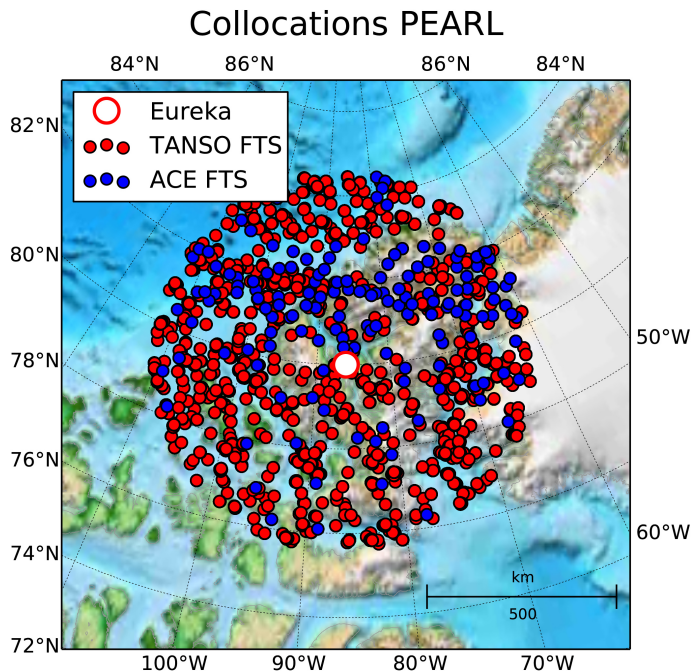 Collocations PEARL
84°N 86°N 86°N 84°N
82°N
Eureka
TANSO FTS
ACE FTS
80°N
50°W
78°N
76°N
60°W
74°N
km
500
72°N
100°W 90°W 80°W 70°W